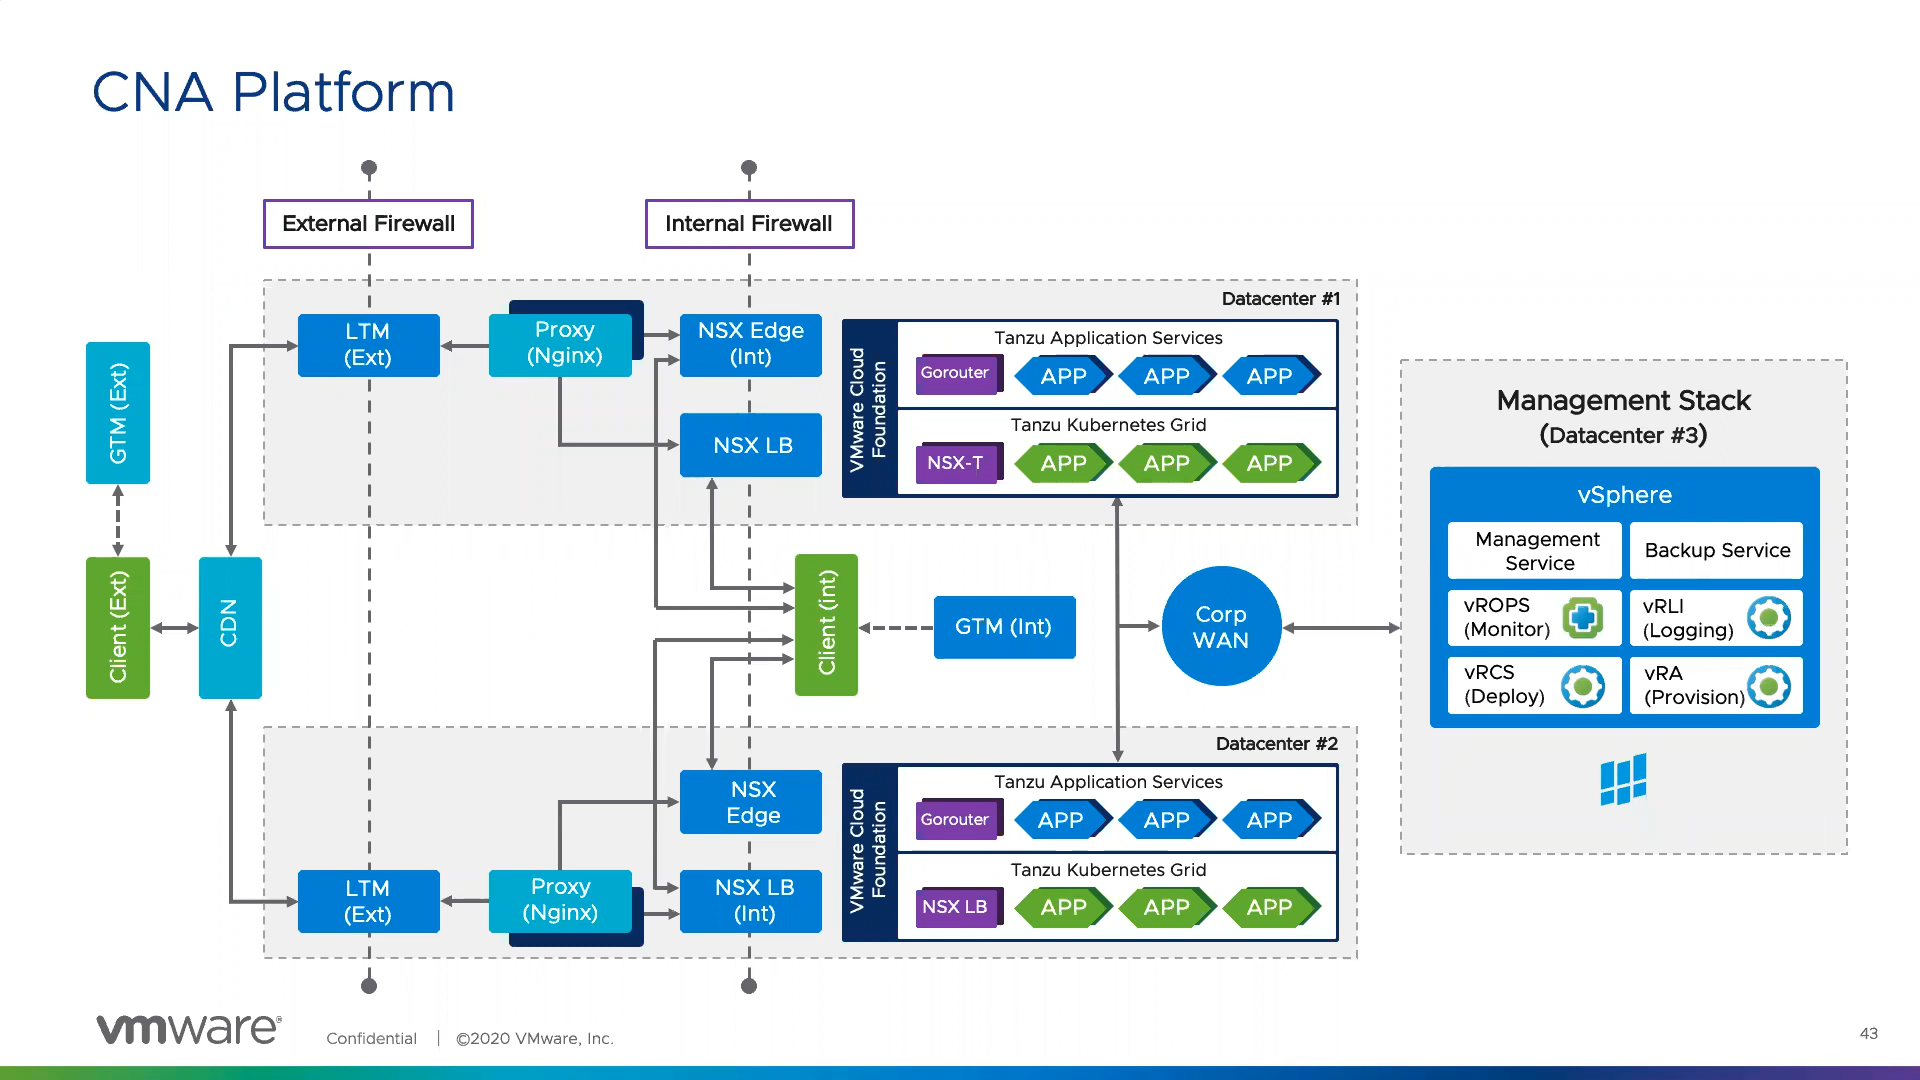 CNA Platform
External Firewall
Internal Firewall
Datacenter #1
LTM
(Ext)
Proxy
(Nginx)
NSX Edge
(Int)
NSX LB
VMware Cloud
Foundation
Tanzu Application Services
Gorouter
APP
APP
APP
Tanzu Kubernetes Grid
NSX-T
APP
APP
APP
GTM (Ext)
Client (Ext)
CDN
Client (int)
GTM (Int)
Corp
WAN
Management Stack
(Datacenter #3)
vSphere
Management
Service
Backup Service
vROPS
(Monitor)
vRLI
(Logging)
vRCS
(Deploy)
vRA
(Provision)
Datacenter #2
NSX
Edge
LTM
(Ext)
Proxy
(Nginx)
NSX LB
(Int)
VMware Cloud
Foundation
Tanzu Application Services
Gorouter
APP
APP
APP
Tanzu Kubernetes Grid
NSX LB
APP
APP
APP
vmware®
Confidential | ©2020 VMware, Inc.
43